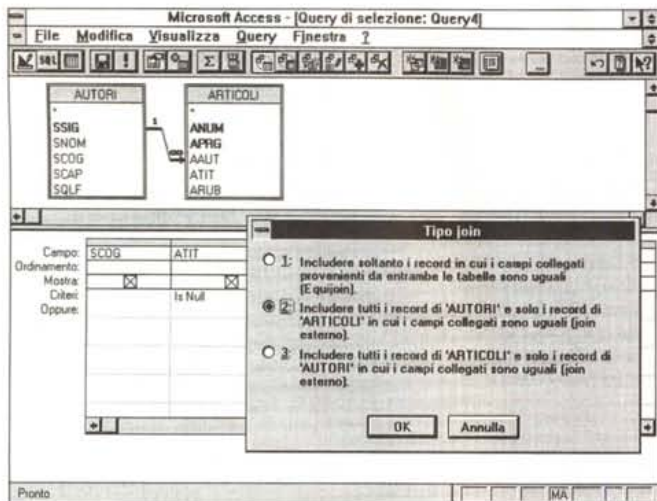 Microsoft Access - [Query di selezione: Query4]
File Modifica Visualizza Query Finestra ?
SQL
AUTORI
*
SSIG
SNOM
SCOG
SCAP
SQLF
1
∞
ARTICOLI
*
ANUM
APRG
AAUT
ATIT
ARUB
Campo: SCOG ATIT
Ordinamento:
Mostra:
Criteri: Is Null
Oppure:
Tipo join
1: Includere soltanto i record in cui i campi collegati
provenienti da entrambe le tabelle sono uguali
(Equijoin).
2: Includere tutti i record di 'AUTORI' e solo i record di
'ARTICOLI' in cui i campi collegati sono uguali (join
esterno).
3: Includere tutti i record di 'ARTICOLI' e solo i record di
'AUTORI' in cui i campi collegati sono uguali (join
esterno).
OK Annulla
Pronto MA